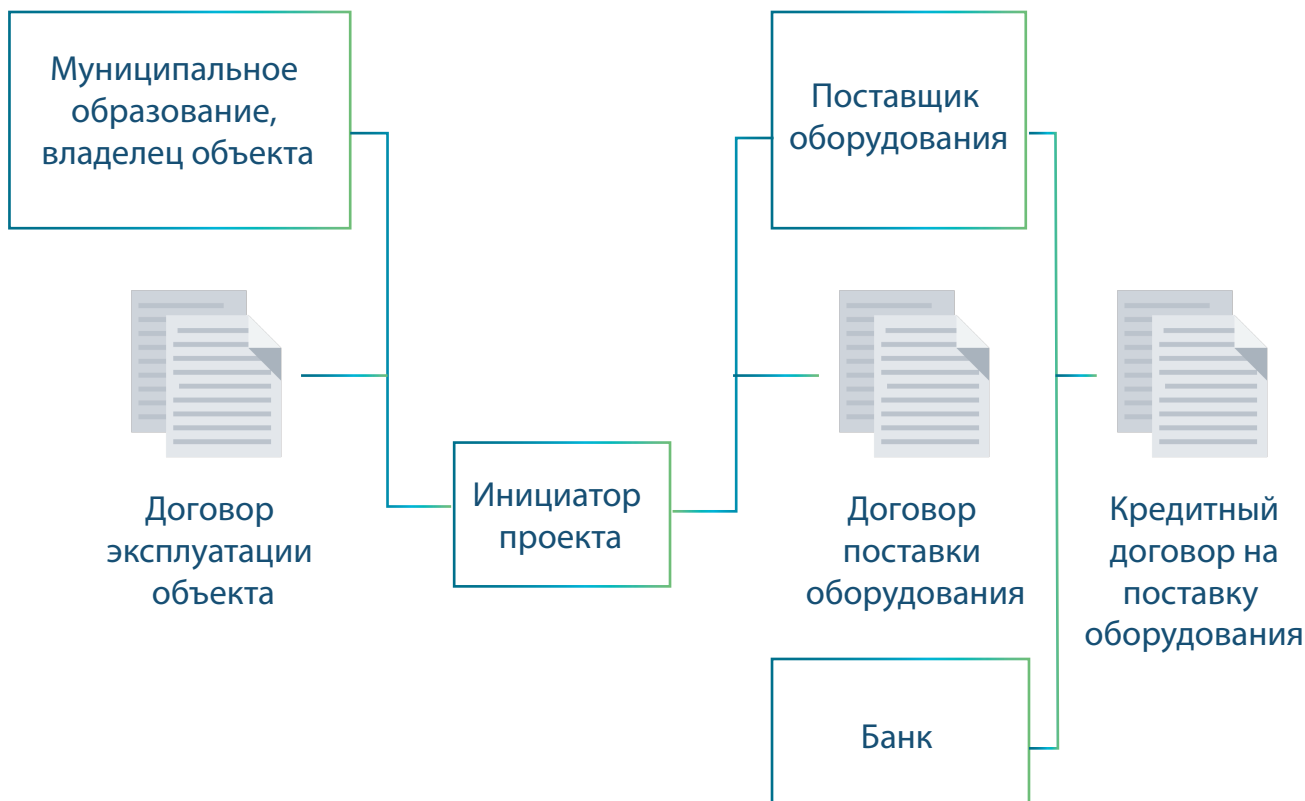 Муниципальное
образование,
владелец объекта
Поставщик
оборудования
Инициатор
проекта
Договор
эксплуатации
объекта
Договор
поставки
оборудования
Кредитный
договор на
поставку
оборудования
Банк